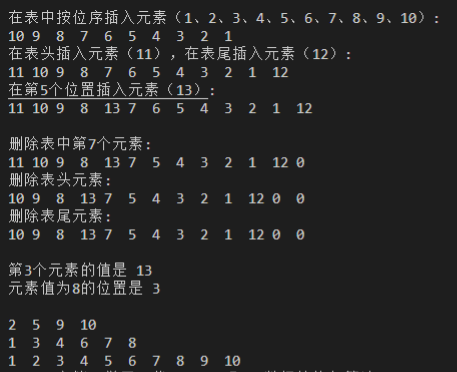 在表中按位序插入元素（1、2、3、4、5、6、7、8、9、10）：
10 9 8 7 6 5 4 3 2 1
在表头插入元素（11），在表尾插入元素（12）：
11 10 9 8 7 6 5 4 3 2 1 12
在第5个位置插入元素（13）：
11 10 9 8 13 7 6 5 4 3 2 1 12
删除表中第7个元素：
11 10 9 8 13 7 5 4 3 2 1 12 0
删除表头元素：
10 9 8 13 7 5 4 3 2 1 12 0 0
删除表尾元素：
10 9 8 13 7 5 4 3 2 1 12 0 0
第3个元素的值是 13
元素值为8的位置是 3
2 5 9 10
1 3 4 6 7 8
1 2 3 4 5 6 7 8 9 10